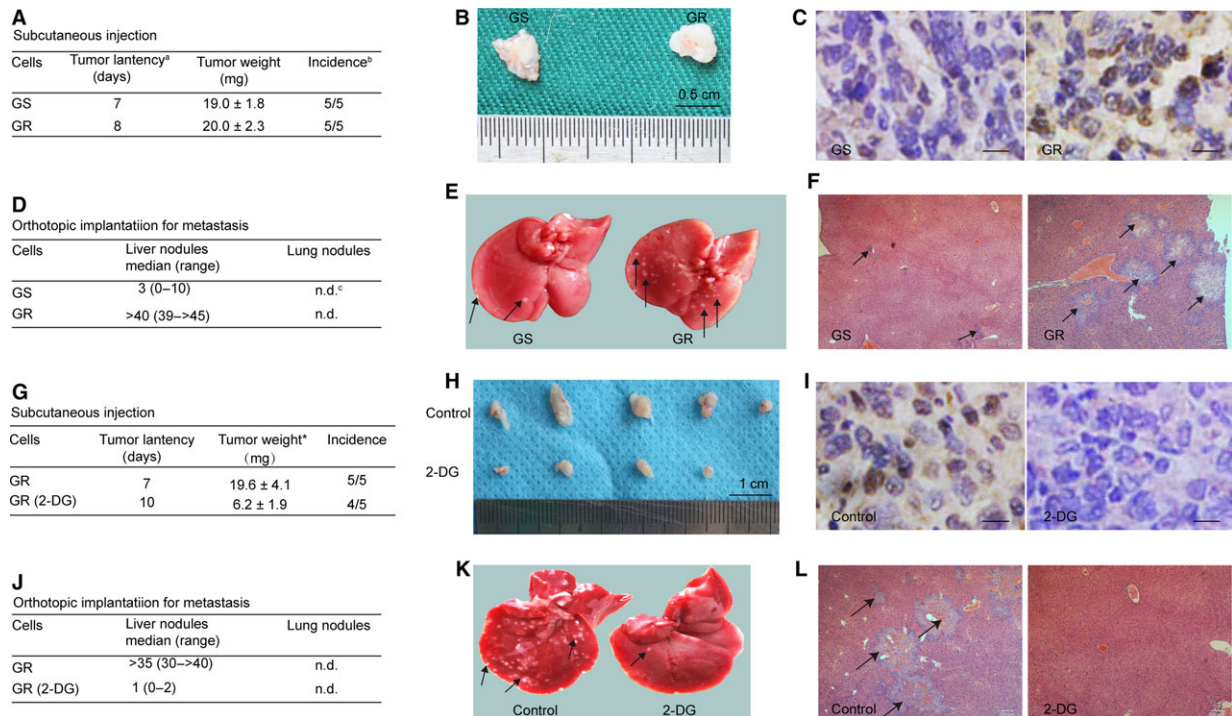 A
Subcutaneous injection
Cells Tumor lantencyᵃ (days) Tumor weight (mg) Incidenceᵇ
GS 7 19.0 ± 1.8 5/5
GR 8 20.0 ± 2.3 5/5
B
GS GR
0.5 cm
C
GS GR
D
Orthotopic implantatiion for metastasis
Cells Liver nodules median (range) Lung nodules
GS 3 (0–10) n.d.ᶜ
GR >40 (39–>45) n.d.
E
GS GR
F
GS GR
G
Subcutaneous injection
Cells Tumor lantency (days) Tumor weight* (mg) Incidence
GR 7 19.6 ± 4.1 5/5
GR (2-DG) 10 6.2 ± 1.9 4/5
H
Control
2-DG
1 cm
I
Control 2-DG
J
Orthotopic implantatiion for metastasis
Cells Liver nodules median (range) Lung nodules
GR >35 (30–>40) n.d.
GR (2-DG) 1 (0–2) n.d.
K
Control 2-DG
L
Control 2-DG